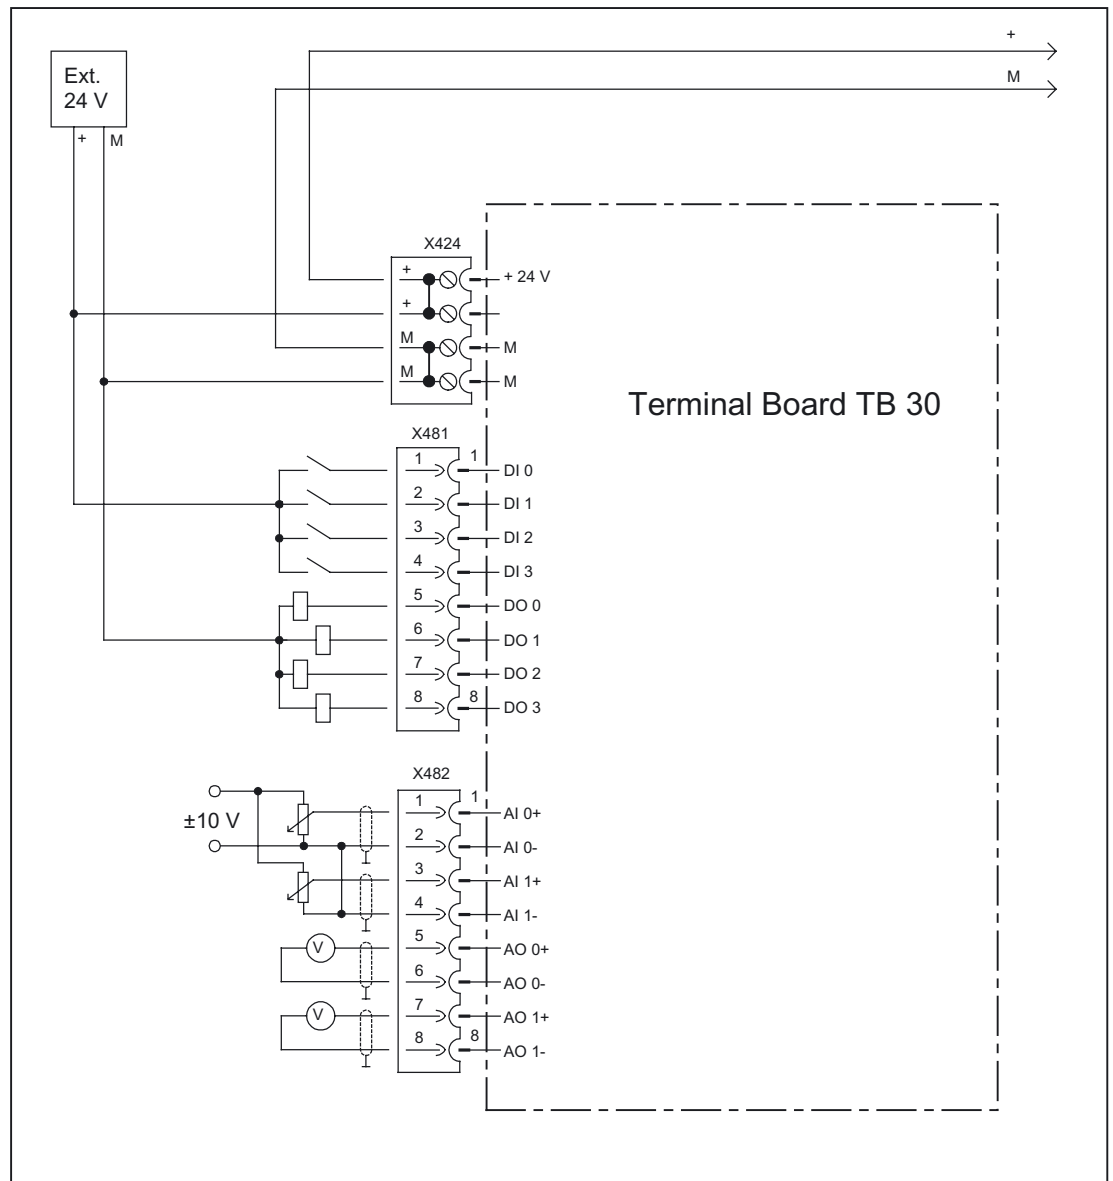 +
M
Ext.
24 V
+ M
X424
+ + 24 V
+
M M
M M
Terminal Board TB 30
X481
1 1 DI 0
2 DI 1
3 DI 2
4 DI 3
5 DO 0
6 DO 1
7 DO 2
8 8 DO 3
X482
±10 V
1 1 AI 0+
2 AI 0-
3 AI 1+
4 AI 1-
V 5 AO 0+
6 AO 0-
V 7 AO 1+
8 8 AO 1-